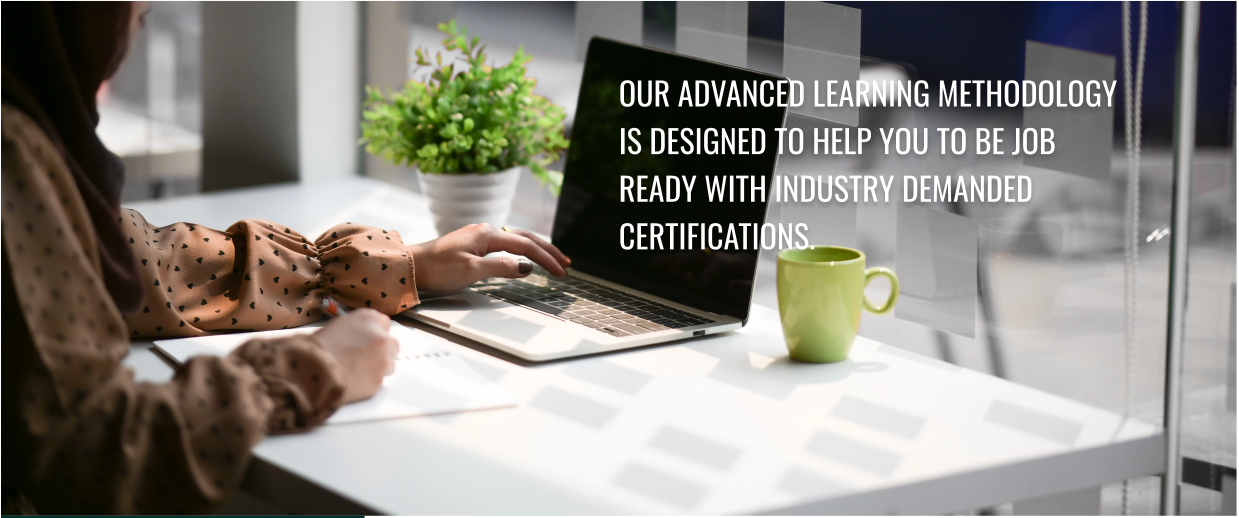 OUR ADVANCED LEARNING METHODOLOGY
IS DESIGNED TO HELP YOU TO BE JOB
READY WITH INDUSTRY DEMANDED
CERTIFICATIONS.